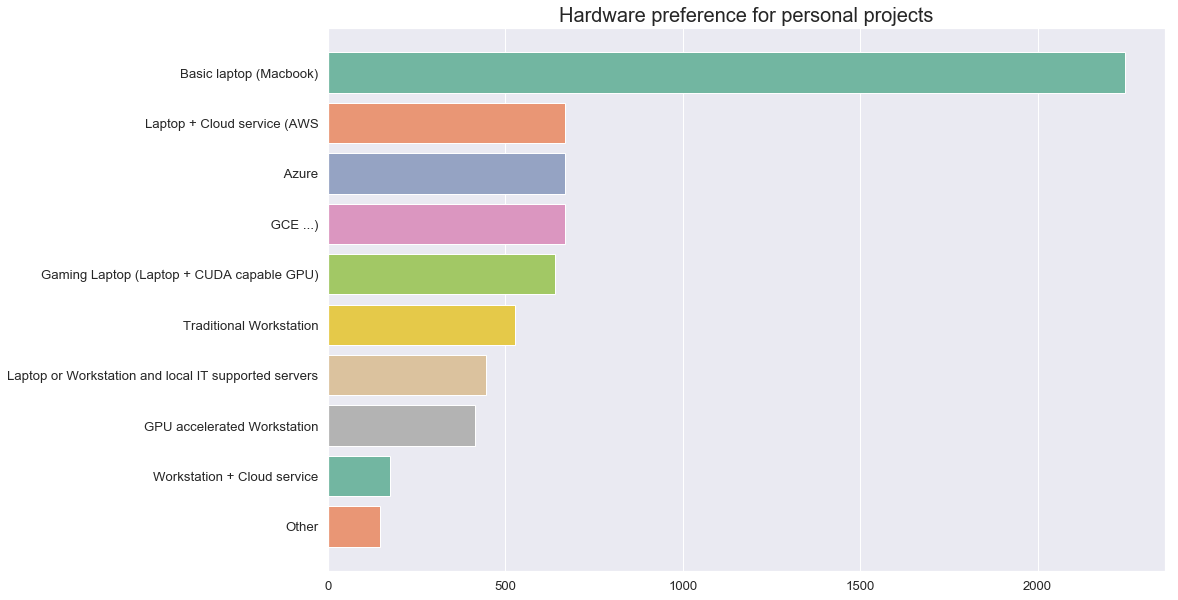 Hardware preference for personal projects
Basic laptop (Macbook)
Laptop + Cloud service (AWS
Azure
GCE ...)
Gaming Laptop (Laptop + CUDA capable GPU)
Traditional Workstation
Laptop or Workstation and local IT supported servers
GPU accelerated Workstation
Workstation + Cloud service
Other
0 500 1000 1500 2000